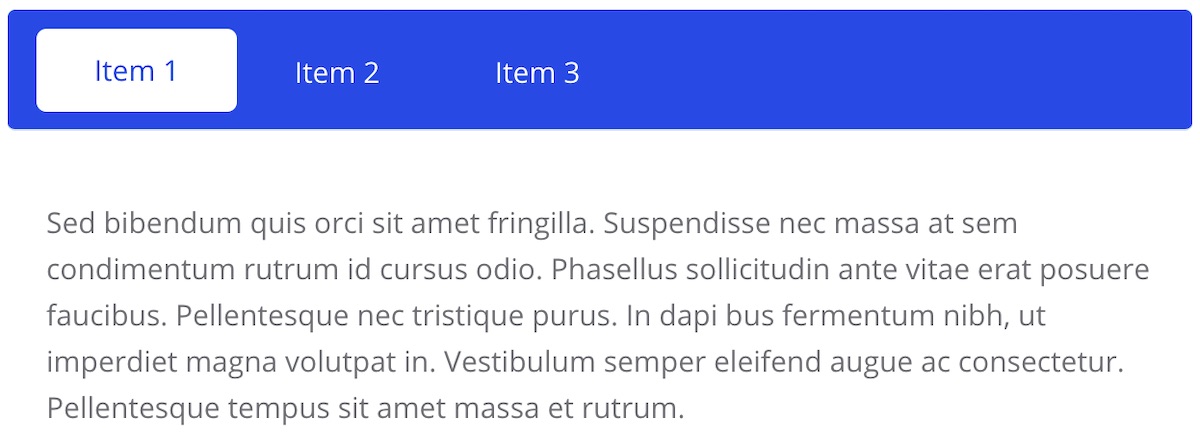 Item 1 Item 2 Item 3
Sed bibendum quis orci sit amet fringilla. Suspendisse nec massa at sem
condimentum rutrum id cursus odio. Phasellus sollicitudin ante vitae erat posuere
faucibus. Pellentesque nec tristique purus. In dapi bus fermentum nibh, ut
imperdiet magna volutpat in. Vestibulum semper eleifend augue ac consectetur.
Pellentesque tempus sit amet massa et rutrum.